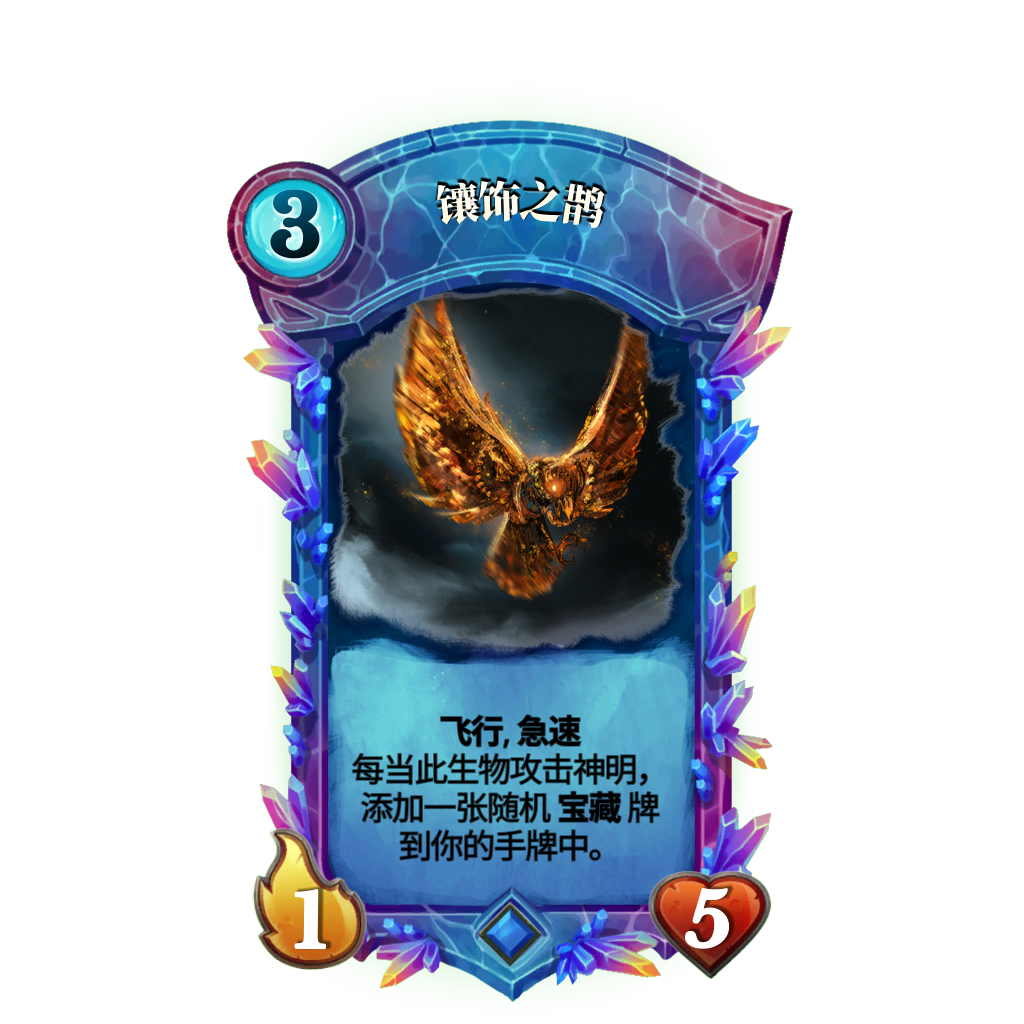 3
镶饰之鹊
飞行, 急速
每当此生物攻击神明，
添加一张随机 宝藏 牌
到你的手牌中。
1
5